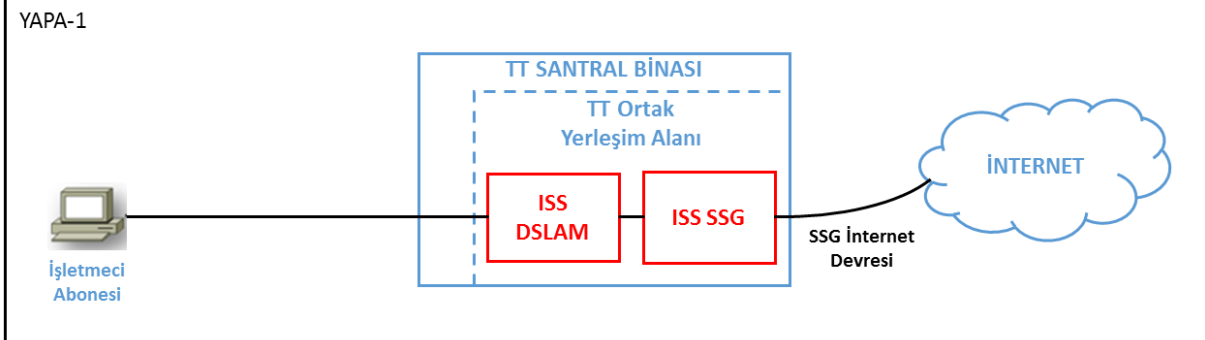 YAPA-1
TT SANTRAL BİNASI
TT Ortak
Yerleşim Alanı
ISS
DSLAM
ISS SSG
SSG İnternet
Devresi
İNTERNET
İşletmeci
Abonesi